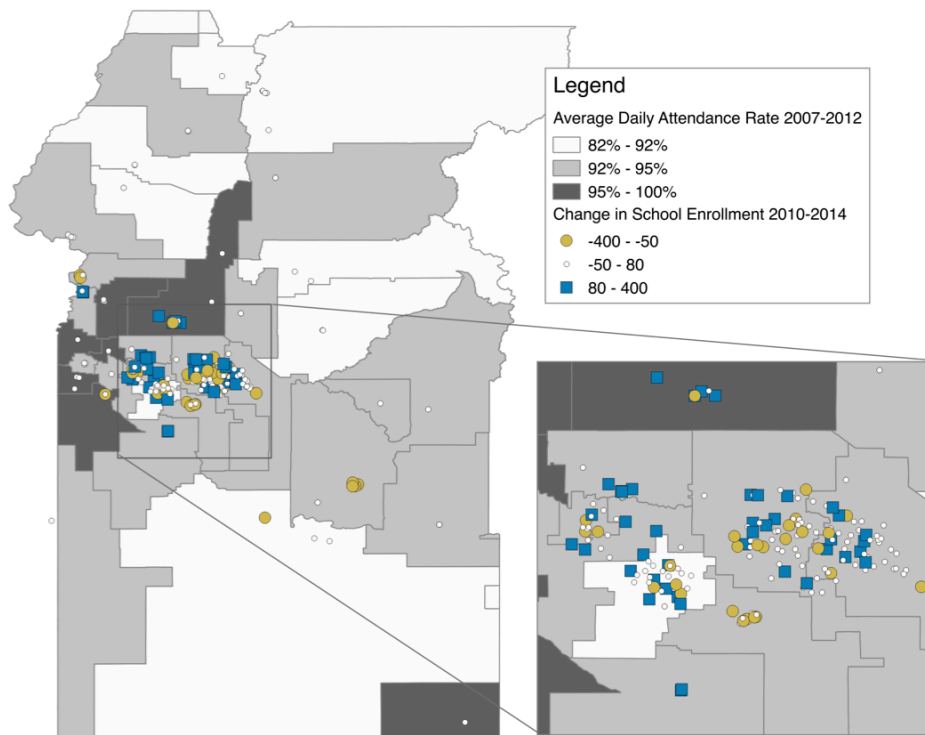 Legend
Average Daily Attendance Rate 2007-2012
82% - 92%
92% - 95%
95% - 100%
Change in School Enrollment 2010-2014
-400 - -50
-50 - 80
80 - 400